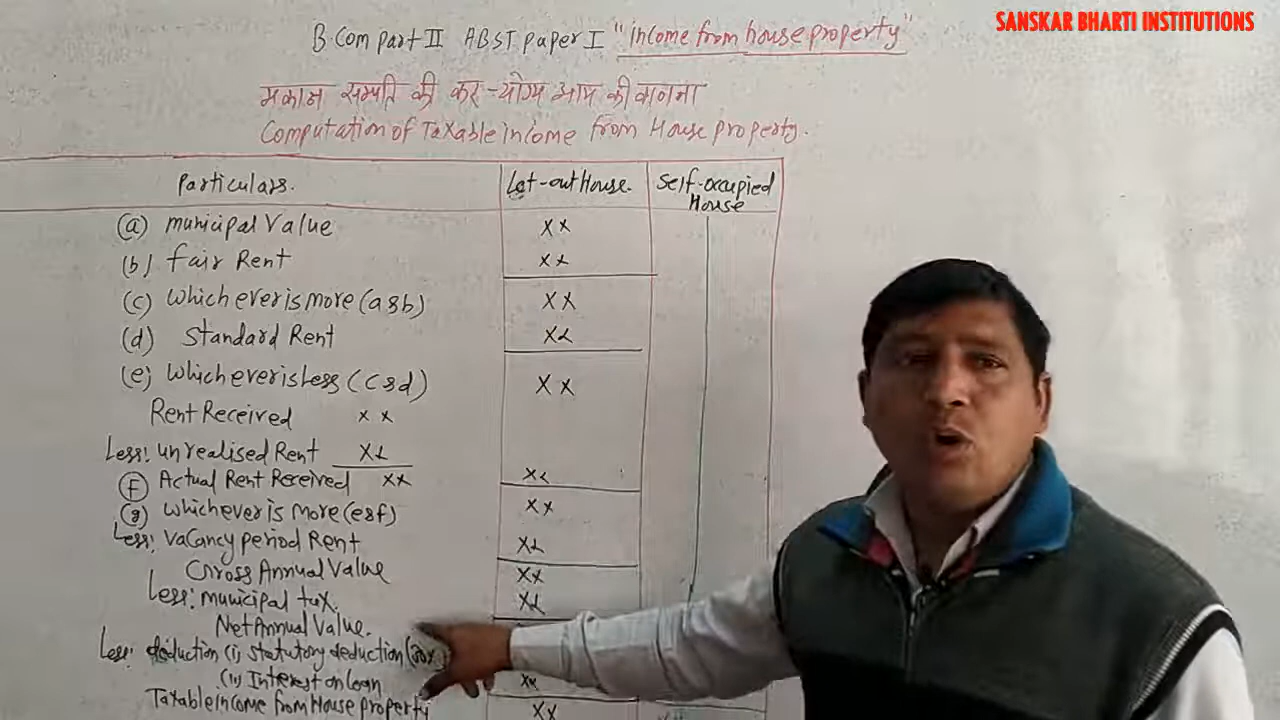 SANSKAR BHARTI INSTITUTIONS
B Com part II ABST paper I "income from house property"
मकान सम्पति की कर-योग्य आय की गणना
Computation of Taxable income from House property.
Particulars. Let-out House. Self-occupied House
(a) municipal Value xx
(b) fair Rent xx
(c) whichever is more (a & b) xx
(d) Standard Rent xx
(e) whichever is Less (c & d) xx
Rent Received xx
Less: unrealised Rent xx
(f) Actual Rent Received xx xx
(g) whichever is more (e & f) xx
Less: Vacancy period Rent xx
Gross Annual Value xx
Less: municipal tax. xx
Net Annual Value.
Less: deduction (i) statutory deduction
(ii) Interest on loan xx
Taxable income from House property xx